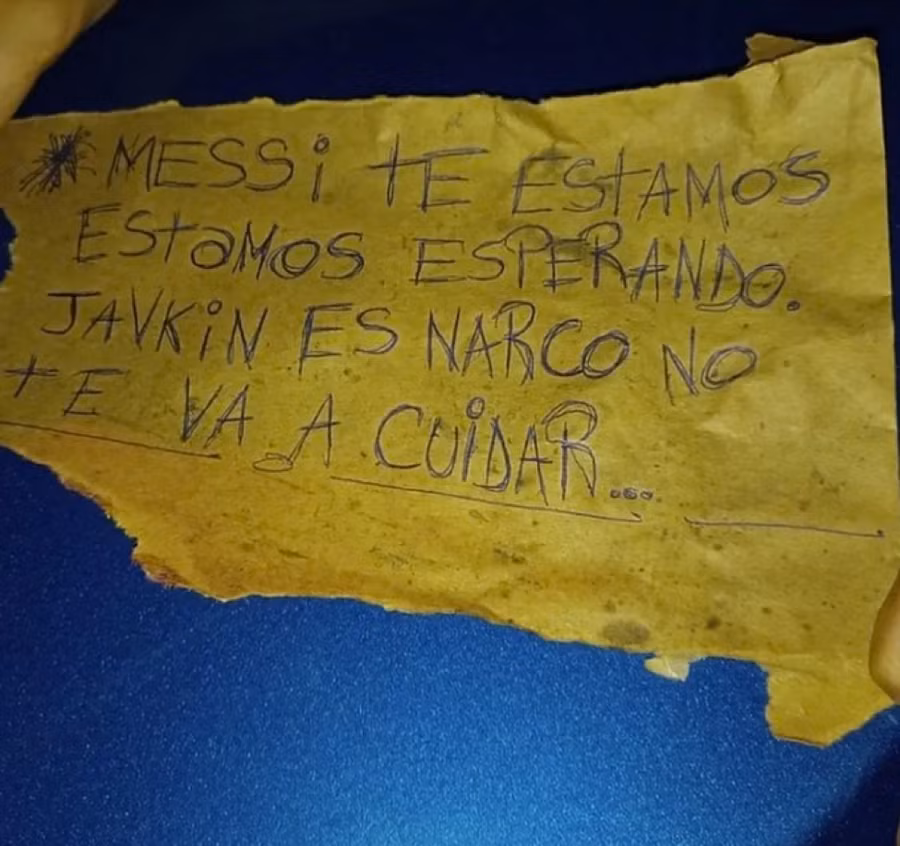 * MESSi tE EStAMOS
EStaMOS ESPERANDO.
JAVKiN ES NARCO NO
tE VA A CUiDAR...